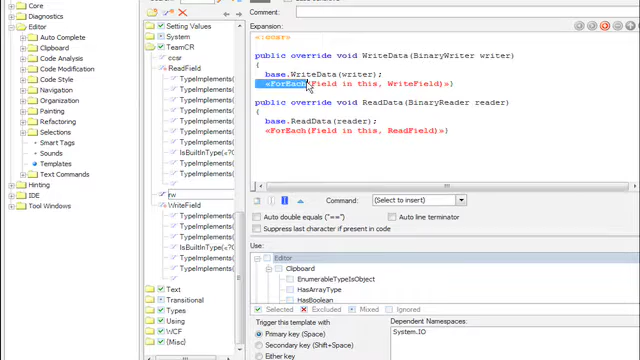 Core
Diagnostics
Editor
Auto Complete
Clipboard
Code Metrics
Code Style
Navigation
Painting
Refactoring
Selections
Smart Tags
Sounds
Templates
Text Commands
Hinting
IDE
Tool Windows
Setting Values
System
TeamCR
ccsr
ReadField
TypeImplements(
TypeImplements(
TypeImplements(
TypeImplements(
TypeImplements(
TypeImplements(
TypeImplements(
IsBuiltInType(<?C
TypeImplements(
TypeImplements(
rw
WriteField
TypeImplements(
TypeImplements(
TypeImplements(
IsBuiltInType(<?
TypeImplements(
TypeImplements(
Text
Transitional
Types
Using
WCF
{Misc}
Comment:
Expansion:
public override void WriteData(BinaryWriter writer)
{
base.WriteData(writer);
«ForEach(Field in this, WriteField)»}
public override void ReadData(BinaryReader reader)
{
base.ReadData(reader);
«ForEach(Field in this, ReadField)»}
Command: (Select to insert)
Auto double equals ("==") Auto line terminator
Suppress last character if present in code
Use:
Editor
Clipboard
EnumerableTypeIsObject
HasArrayType
HasBoolean
Selected Excluded Mixed Ignored
Trigger this template with
Primary key (Space)
Secondary key (Shift+Space)
Either key
Dependent Namespaces:
System.IO